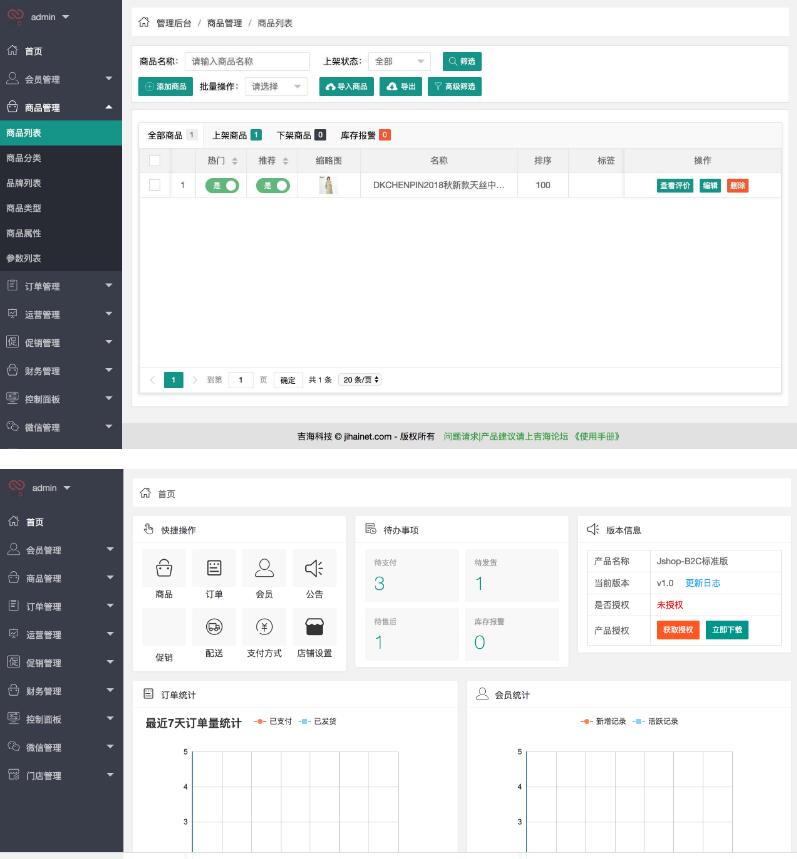 admin
首页
会员管理
商品管理
商品列表
商品分类
品牌列表
商品类型
商品属性
参数列表
订单管理
运营管理
促 促销管理
财务管理
控制面板
微信管理
管理后台 / 商品管理 / 商品列表
商品名称: 请输入商品名称 上架状态: 全部 筛选
添加商品 批量操作: 请选择 导入商品 导出 高级筛选
全部商品 1 上架商品 1 下架商品 0 库存报警 0
热门 推荐 缩略图 名称 排序 标签 操作
1 是 是 DKCHENPIN2018秋新款天丝中... 100 查看评价 编辑 删除
1 到第 1 页 确定 共 1 条 20 条/页
吉海科技 © jihainet.com - 版权所有 问题请求|产品建议请上吉海论坛 《使用手册》
admin
首页
会员管理
商品管理
订单管理
运营管理
促 促销管理
财务管理
控制面板
微信管理
门店管理
首页
快捷操作
商品 订单 会员 公告
促销 配送 支付方式 店铺设置
待办事项
待支付 待发货
3 1
待售后 库存报警
1 0
版本信息
产品名称 Jshop-B2C标准版
当前版本 v1.0 更新日志
是否授权 未授权
产品授权 获取授权 立即下载
订单统计
最近7天订单量统计 已支付 已发货
5
4
3
会员统计
新增记录 活跃记录
5
4
3